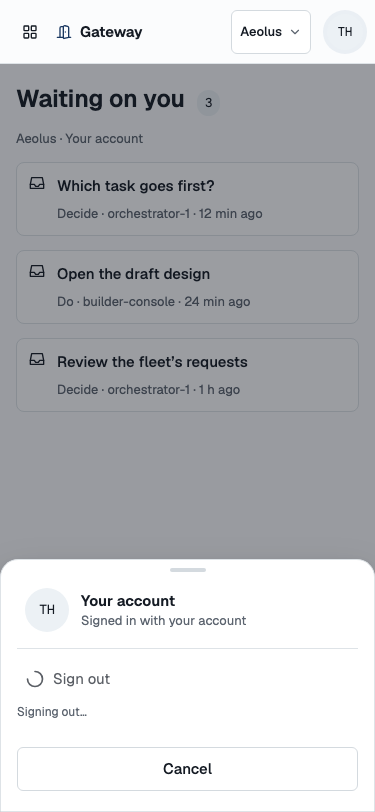 Gateway
Aeolus
TH
Waiting on you 3
Aeolus · Your account
Which task goes first?
Decide · orchestrator-1 · 12 min ago
Open the draft design
Do · builder-console · 24 min ago
Review the fleet's requests
Decide · orchestrator-1 · 1 h ago
TH
Your account
Signed in with your account
Sign out
Signing out…
Cancel